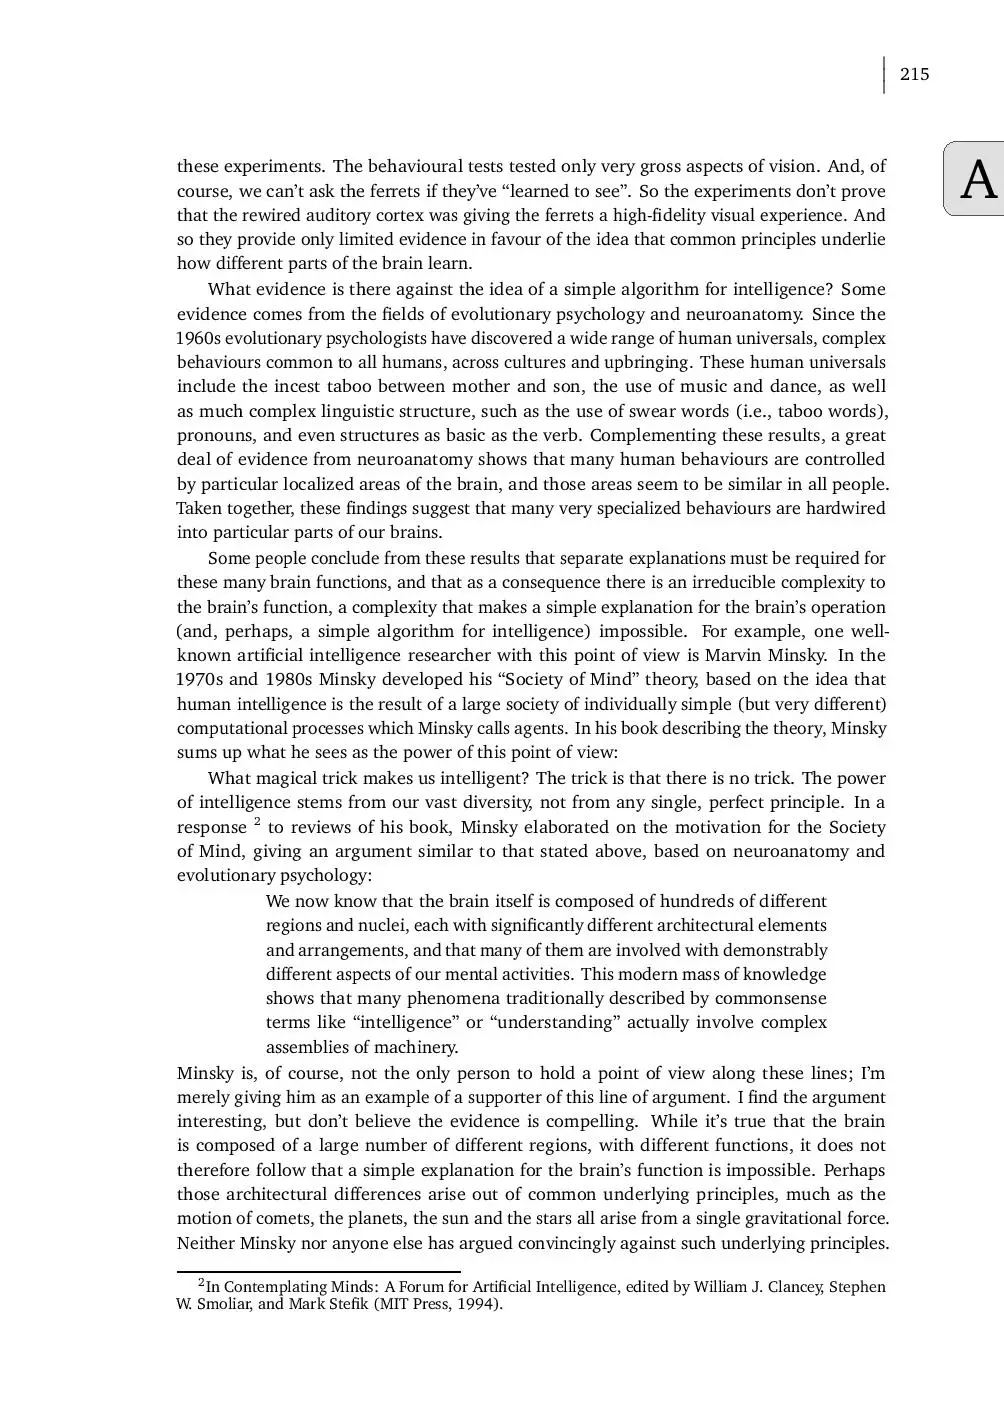 215
A
these experiments. The behavioural tests tested only very gross aspects of vision. And, of
course, we can’t ask the ferrets if they’ve “learned to see”. So the experiments don’t prove
that the rewired auditory cortex was giving the ferrets a high-fidelity visual experience. And
so they provide only limited evidence in favour of the idea that common principles underlie
how different parts of the brain learn.
What evidence is there against the idea of a simple algorithm for intelligence? Some
evidence comes from the fields of evolutionary psychology and neuroanatomy. Since the
1960s evolutionary psychologists have discovered a wide range of human universals, complex
behaviours common to all humans, across cultures and upbringing. These human universals
include the incest taboo between mother and son, the use of music and dance, as well
as much complex linguistic structure, such as the use of swear words (i.e., taboo words),
pronouns, and even structures as basic as the verb. Complementing these results, a great
deal of evidence from neuroanatomy shows that many human behaviours are controlled
by particular localized areas of the brain, and those areas seem to be similar in all people.
Taken together, these findings suggest that many very specialized behaviours are hardwired
into particular parts of our brains.
Some people conclude from these results that separate explanations must be required for
these many brain functions, and that as a consequence there is an irreducible complexity to
the brain’s function, a complexity that makes a simple explanation for the brain’s operation
(and, perhaps, a simple algorithm for intelligence) impossible. For example, one well-
known artificial intelligence researcher with this point of view is Marvin Minsky. In the
1970s and 1980s Minsky developed his “Society of Mind” theory, based on the idea that
human intelligence is the result of a large society of individually simple (but very different)
computational processes which Minsky calls agents. In his book describing the theory, Minsky
sums up what he sees as the power of this point of view:
What magical trick makes us intelligent? The trick is that there is no trick. The power
of intelligence stems from our vast diversity, not from any single, perfect principle. In a
response ² to reviews of his book, Minsky elaborated on the motivation for the Society
of Mind, giving an argument similar to that stated above, based on neuroanatomy and
evolutionary psychology:
We now know that the brain itself is composed of hundreds of different
regions and nuclei, each with significantly different architectural elements
and arrangements, and that many of them are involved with demonstrably
different aspects of our mental activities. This modern mass of knowledge
shows that many phenomena traditionally described by commonsense
terms like “intelligence” or “understanding” actually involve complex
assemblies of machinery.
Minsky is, of course, not the only person to hold a point of view along these lines; I’m
merely giving him as an example of a supporter of this line of argument. I find the argument
interesting, but don’t believe the evidence is compelling. While it’s true that the brain
is composed of a large number of different regions, with different functions, it does not
therefore follow that a simple explanation for the brain’s function is impossible. Perhaps
those architectural differences arise out of common underlying principles, much as the
motion of comets, the planets, the sun and the stars all arise from a single gravitational force.
Neither Minsky nor anyone else has argued convincingly against such underlying principles.
²In Contemplating Minds: A Forum for Artificial Intelligence, edited by William J. Clancey, Stephen
W. Smoliar, and Mark Stefik (MIT Press, 1994).